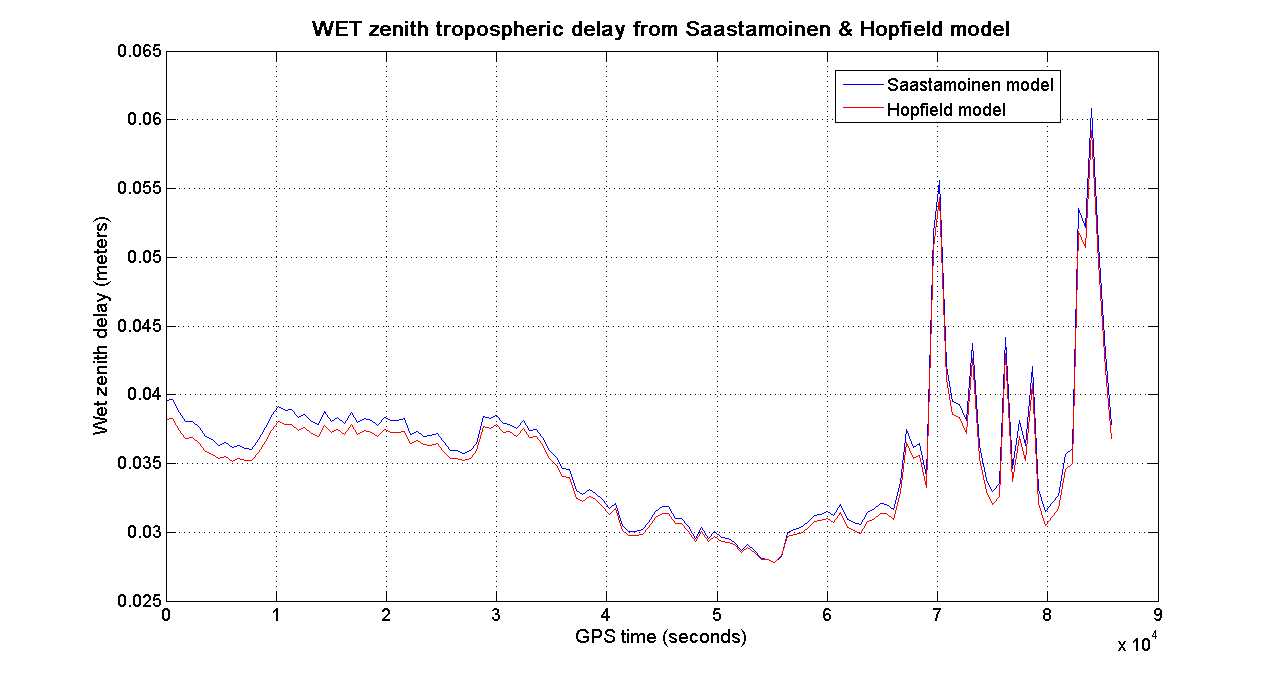 WET zenith tropospheric delay from Saastamoinen & Hopfield model
Saastamoinen model
Hopfield model
Wet zenith delay (meters)
0.065
0.06
0.055
0.05
0.045
0.04
0.035
0.03
0.025
0 1 2 3 4 5 6 7 8 9
GPS time (seconds)
x 10^4